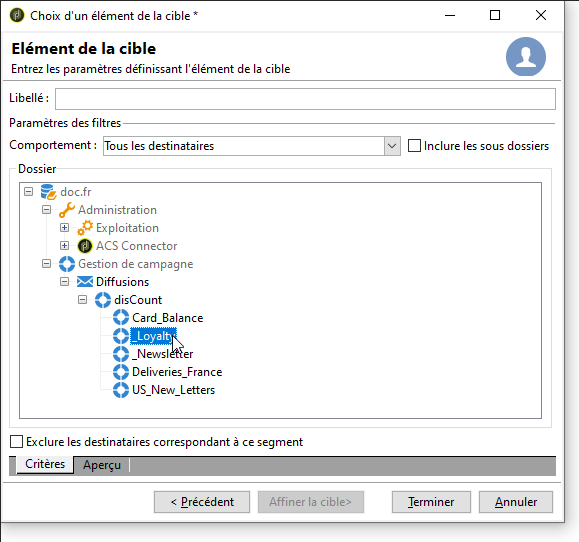 Choix d'un élément de la cible *
Elément de la cible
Entrez les paramètres définissant l'élément de la cible
Libellé :
Paramètres des filtres
Comportement : Tous les destinataires Inclure les sous dossiers
Dossier
doc.fr
Administration
Exploitation
ACS Connector
Gestion de campagne
Diffusions
disCount
Card_Balance
_Loyalty
_Newsletter
Deliveries_France
US_New_Letters
Exclure les destinataires correspondant à ce segment
Critères Aperçu
< Précédent Affiner la cible> Terminer Annuler